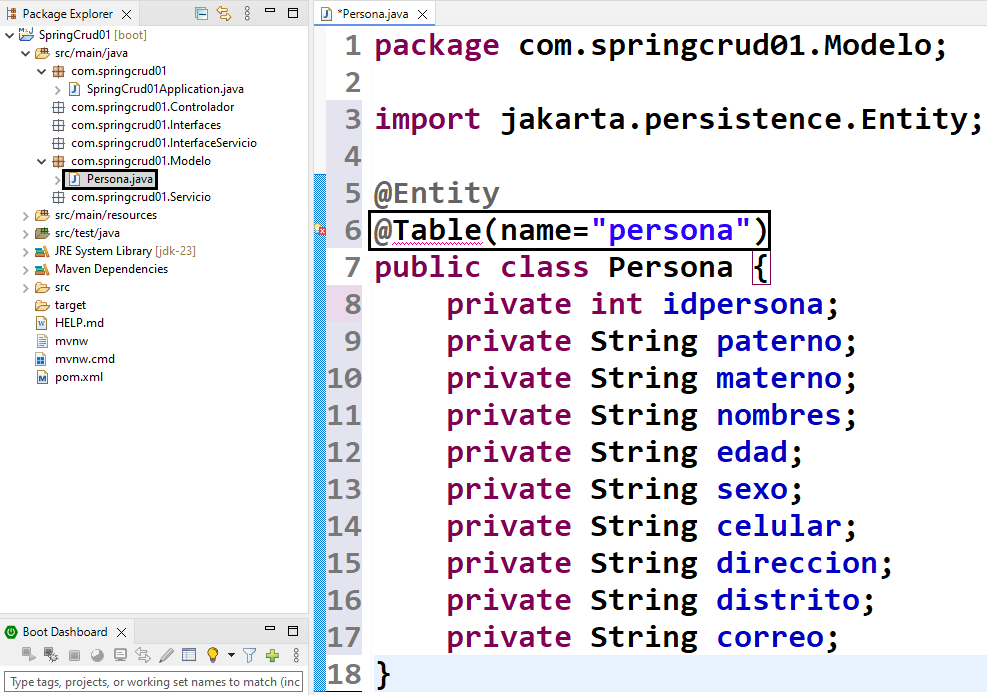 Package Explorer
SpringCrud01 [boot]
src/main/java
com.springcrud01
SpringCrud01Application.java
com.springcrud01.Controlador
com.springcrud01.Interfaces
com.springcrud01.InterfaceServicio
com.springcrud01.Modelo
Persona.java
com.springcrud01.Servicio
src/main/resources
src/test/java
JRE System Library [jdk-23]
Maven Dependencies
src
target
HELP.md
mvnw
mvnw.cmd
pom.xml
Boot Dashboard
Type tags, projects, or working set names to match (inc
*Persona.java
1 package com.springcrud01.Modelo;
2
3 import jakarta.persistence.Entity;
4
5 @Entity
6 @Table(name="persona")
7 public class Persona {
8 private int idpersona;
9 private String paterno;
10 private String materno;
11 private String nombres;
12 private String edad;
13 private String sexo;
14 private String celular;
15 private String direccion;
16 private String distrito;
17 private String correo;
18 }